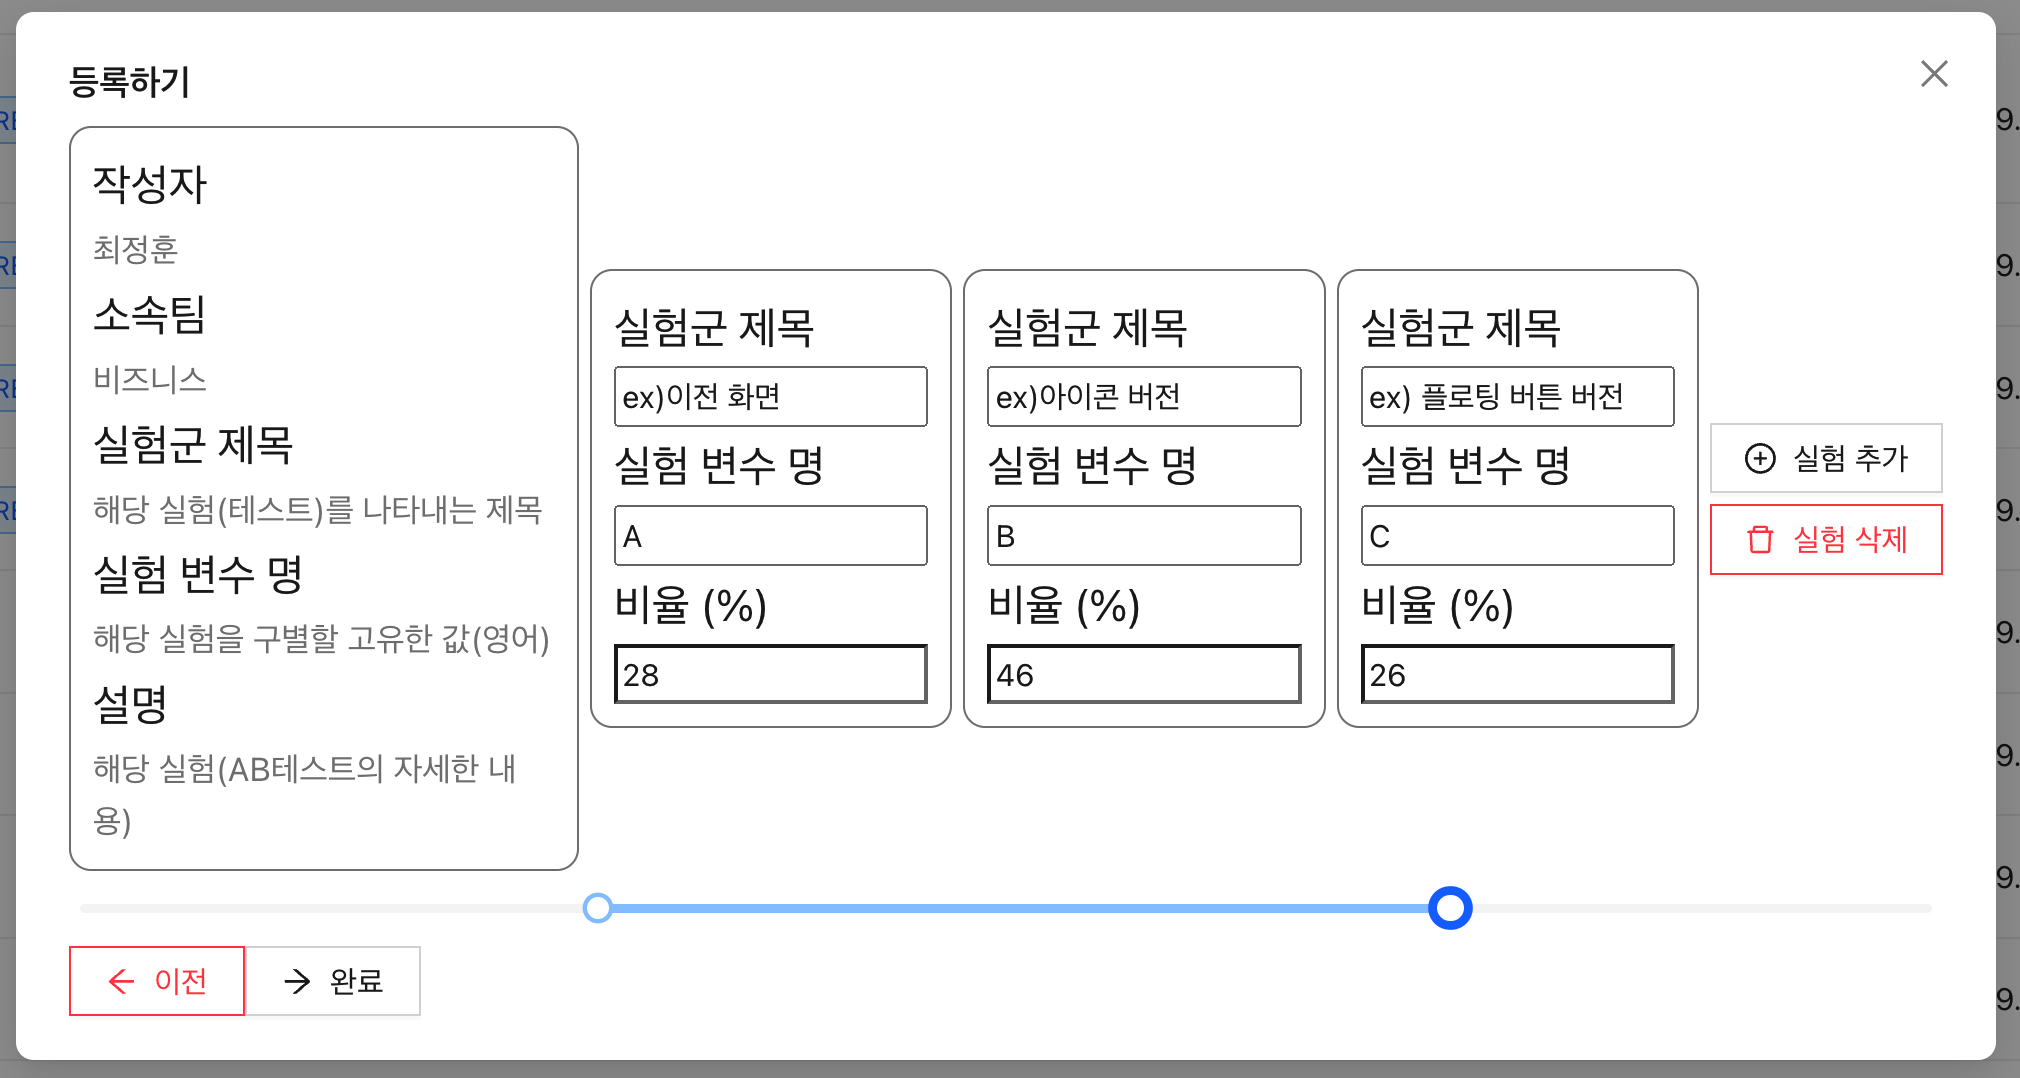 등록하기
작성자
최정훈
소속팀
비즈니스
실험군 제목
해당 실험(테스트)를 나타내는 제목
실험 변수 명
해당 실험을 구별할 고유한 값(영어)
설명
해당 실험(AB테스트의 자세한 내
용)
실험군 제목
ex)이전 화면
실험 변수 명
A
비율 (%)
28
실험군 제목
ex)아이콘 버전
실험 변수 명
B
비율 (%)
46
실험군 제목
ex) 플로팅 버튼 버전
실험 변수 명
C
비율 (%)
26
실험 추가
실험 삭제
이전
완료